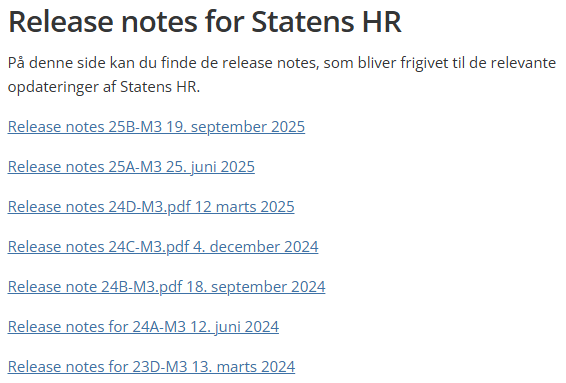 Release notes for Statens HR
På denne side kan du finde de release notes, som bliver frigivet til de relevante
opdateringer af Statens HR.
Release notes 25B-M3 19. september 2025
Release notes 25A-M3 25. juni 2025
Release notes 24D-M3.pdf 12 marts 2025
Release notes 24C-M3.pdf 4. december 2024
Release note 24B-M3.pdf 18. september 2024
Release notes for 24A-M3 12. juni 2024
Release notes for 23D-M3 13. marts 2024